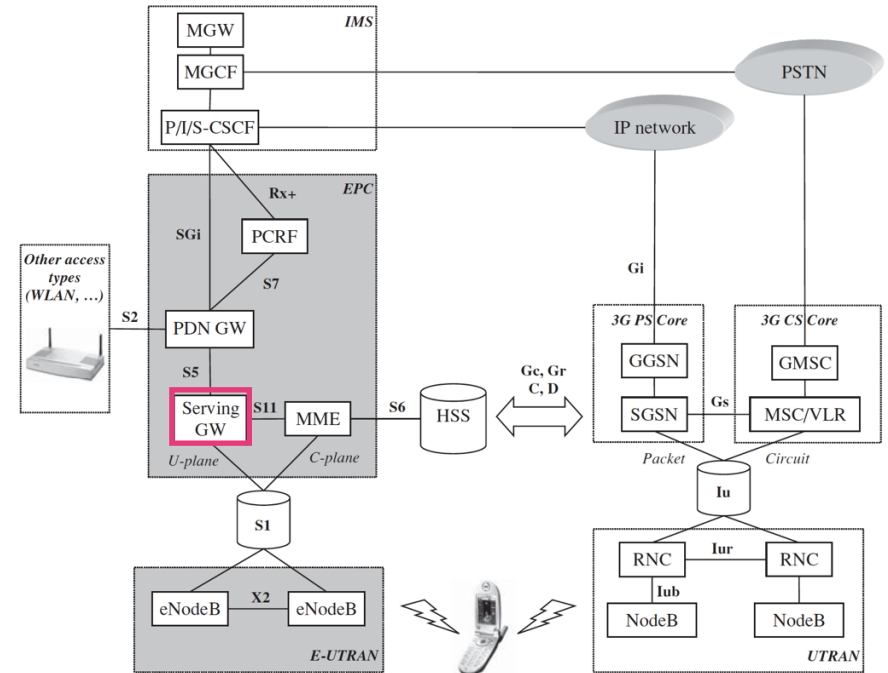 IMS
MGW
MGCF
PSTN
P/I/S-CSCF
IP network
EPC
Rx+
SGi
PCRF
Gi
Other access
types
(WLAN, ...)
S7
S2
PDN GW
3G PS Core
3G CS Core
GGSN
GMSC
S5
Gc, Gr
C, D
Serving
GW
S11
MME
S6
HSS
SGSN
Gs
MSC/VLR
U-plane
C-plane
Packet
Circuit
S1
Iu
RNC
Iur
RNC
Iub
X2
eNodeB
eNodeB
NodeB
NodeB
E-UTRAN
UTRAN